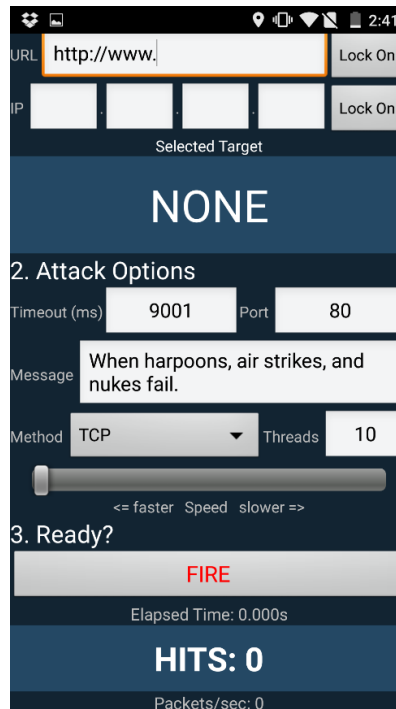 2:41
URL http://www. Lock On
IP . . . Lock On
Selected Target
NONE
2. Attack Options
Timeout (ms) 9001 Port 80
Message When harpoons, air strikes, and
nukes fail.
Method TCP Threads 10
<= faster Speed slower =>
3. Ready?
FIRE
Elapsed Time: 0.000s
HITS: 0
Packets/sec: 0